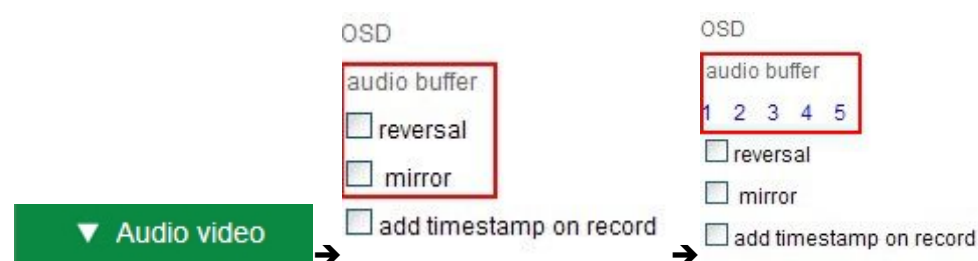 ▼ Audio video
➔
OSD
audio buffer
reversal
mirror
add timestamp on record
➔
OSD
audio buffer
1 2 3 4 5
reversal
mirror
add timestamp on record